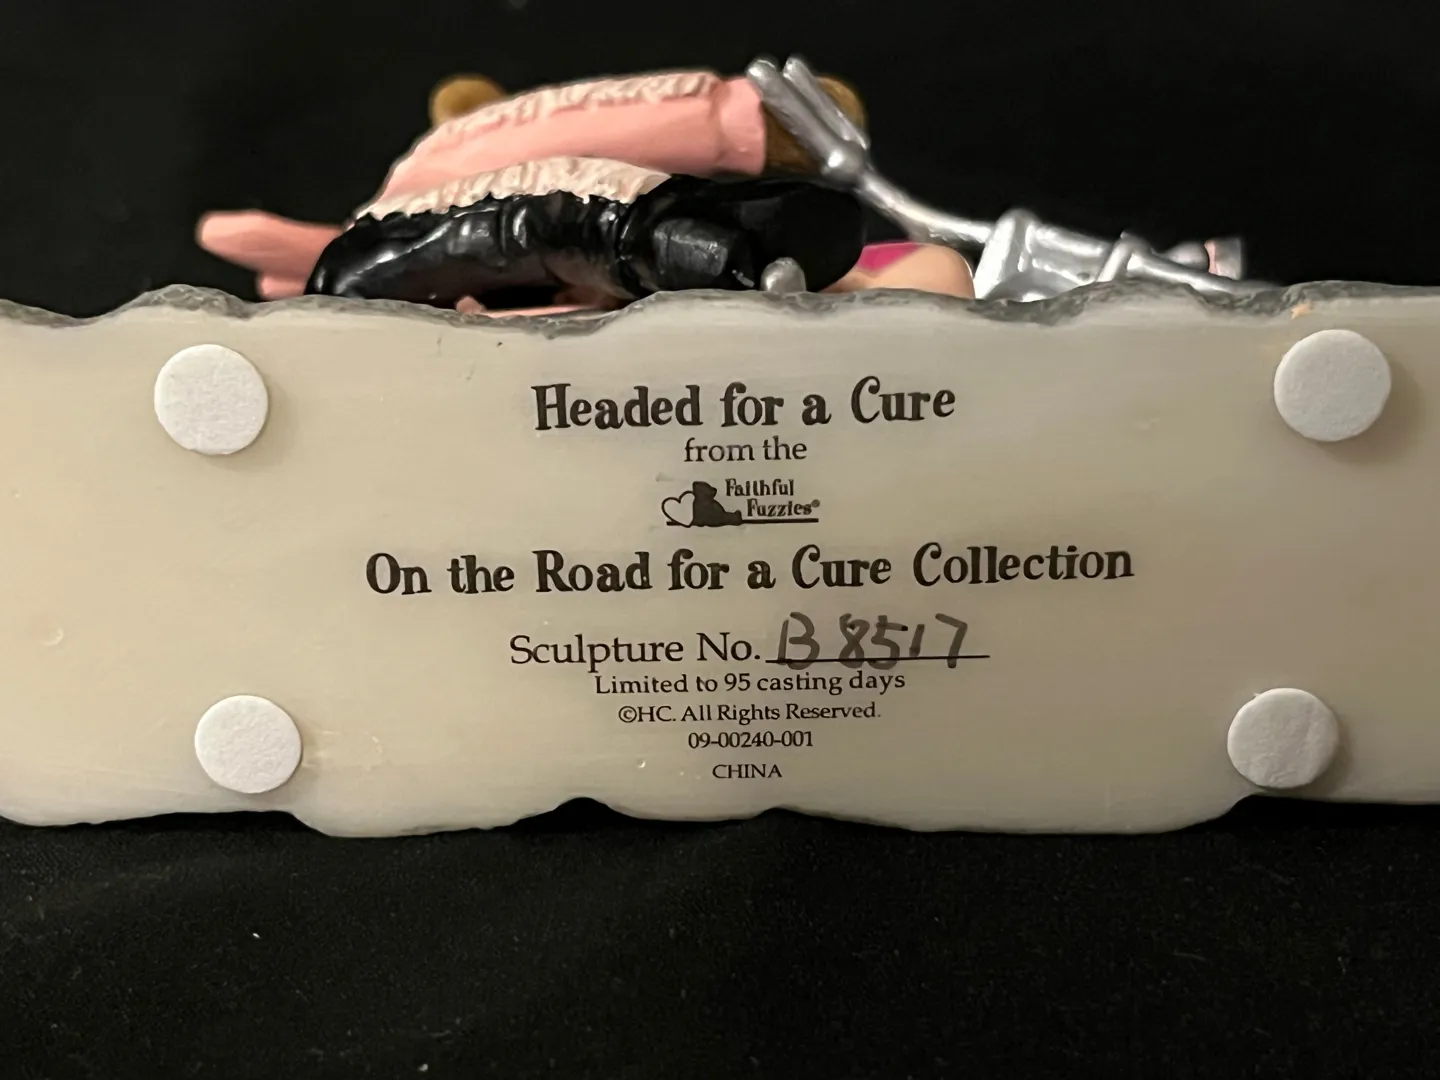 Headed for a Cure
from the
Faithful
Fuzzies®
On the Road for a Cure Collection
Sculpture No. B 8517
Limited to 95 casting days
©HC. All Rights Reserved.
09-00240-001
CHINA